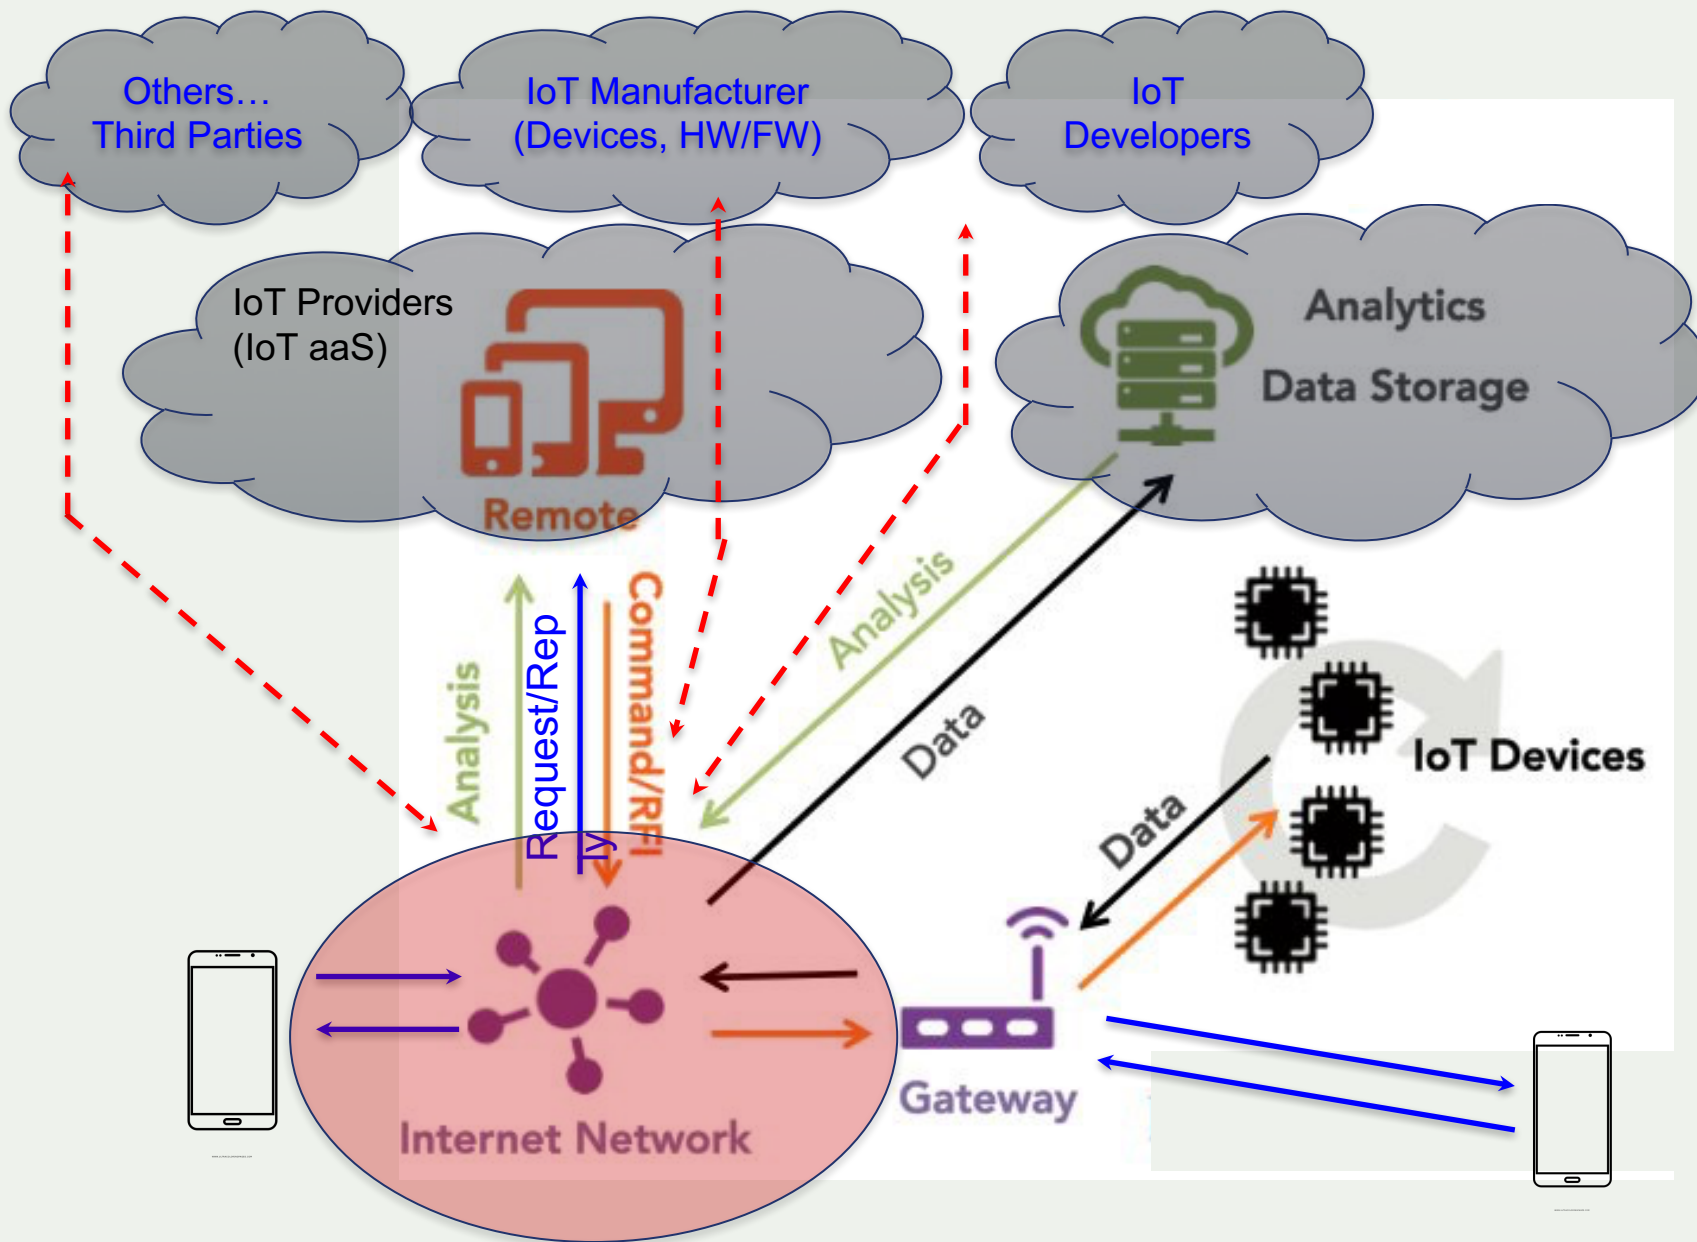 Others…
Third Parties
IoT Manufacturer
(Devices, HW/FW)
IoT
Developers
IoT Providers
(IoT aaS)
Remote
Analytics
Data Storage
Analysis
Request/Rep
ly
Command/RFI
Analysis
Data
Data
IoT Devices
Internet Network
Gateway